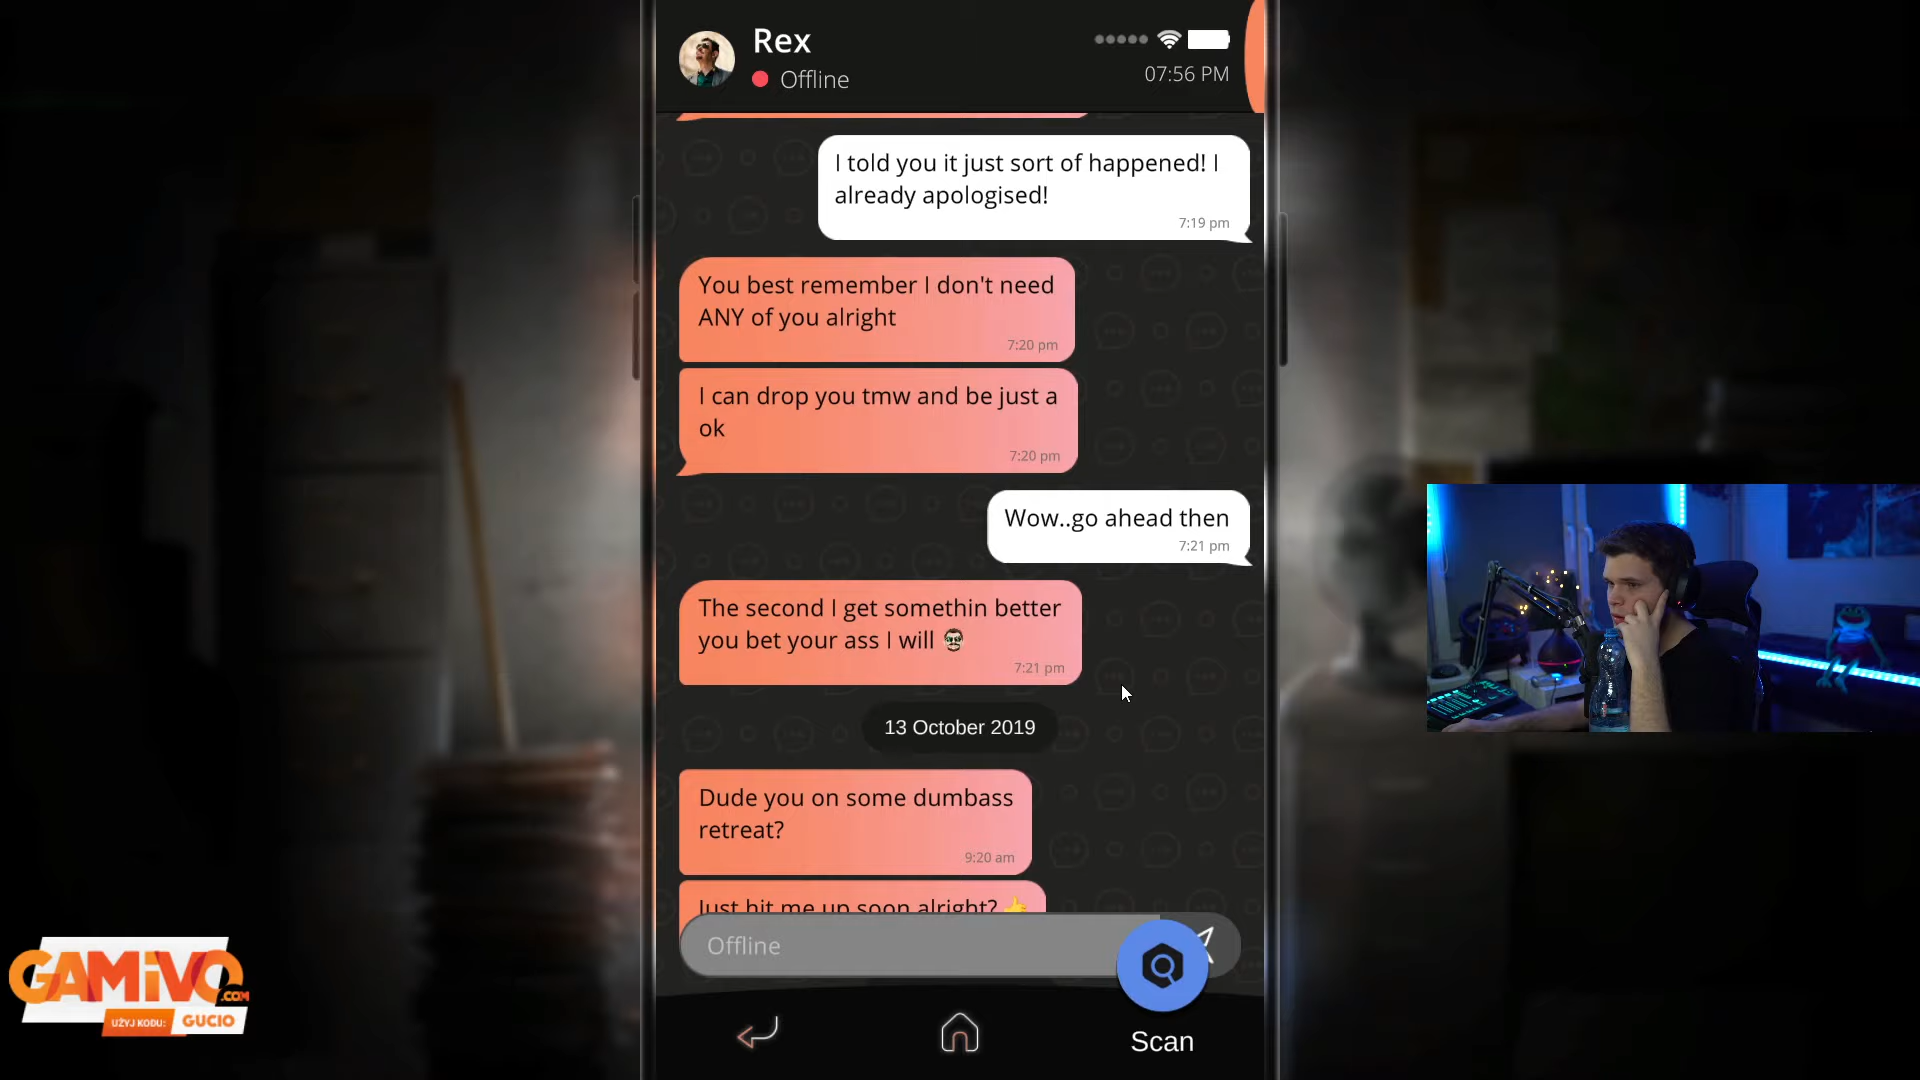 Rex
Offline
07:56 PM
I told you it just sort of happened! I
already apologised!
7:19 pm
You best remember I don't need
ANY of you alright
7:20 pm
I can drop you tmw and be just a
ok
7:20 pm
Wow..go ahead then
7:21 pm
The second I get somethin better
you bet your ass I will
7:21 pm
13 October 2019
Dude you on some dumbass
retreat?
9:20 am
Just hit me up soon alright? 👍
Offline
Scan
GAMIVO.COM
UŻYJ KODU: GUCIO